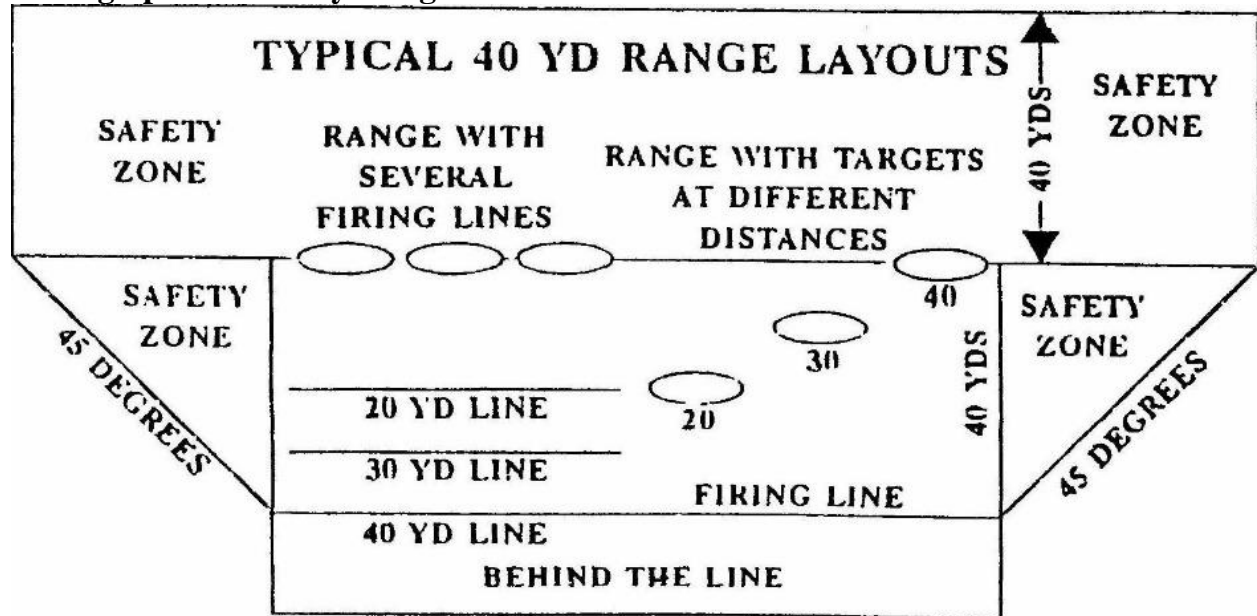 TYPICAL 40 YD RANGE LAYOUTS
SAFETY
ZONE
RANGE WITH
SEVERAL
FIRING LINES
RANGE WITH TARGETS
AT DIFFERENT
DISTANCES
40 YDS
SAFETY
ZONE
SAFETY
ZONE
45 DEGREES
40
30
20
20 YD LINE
30 YD LINE
40 YD LINE
FIRING LINE
40 YDS
SAFETY
ZONE
45 DEGREES
BEHIND THE LINE